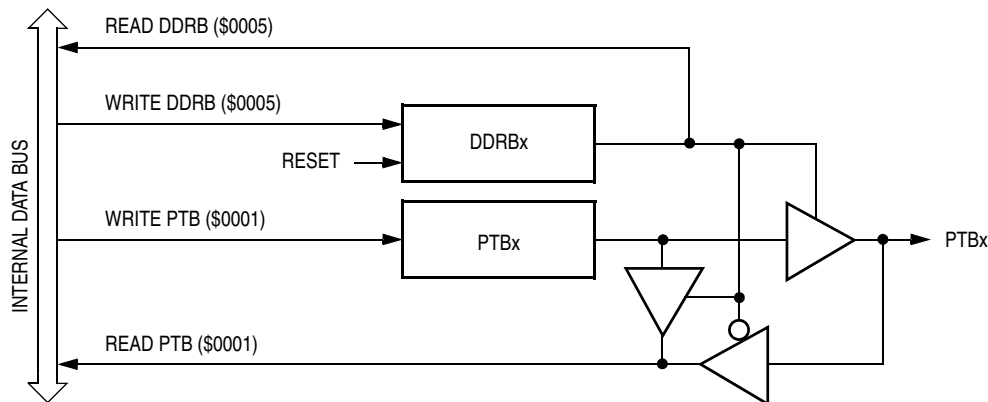 READ DDRB ($0005)
WRITE DDRB ($0005)
DDRBx
RESET
INTERNAL DATA BUS
WRITE PTB ($0001)
PTBx
PTBx
READ PTB ($0001)